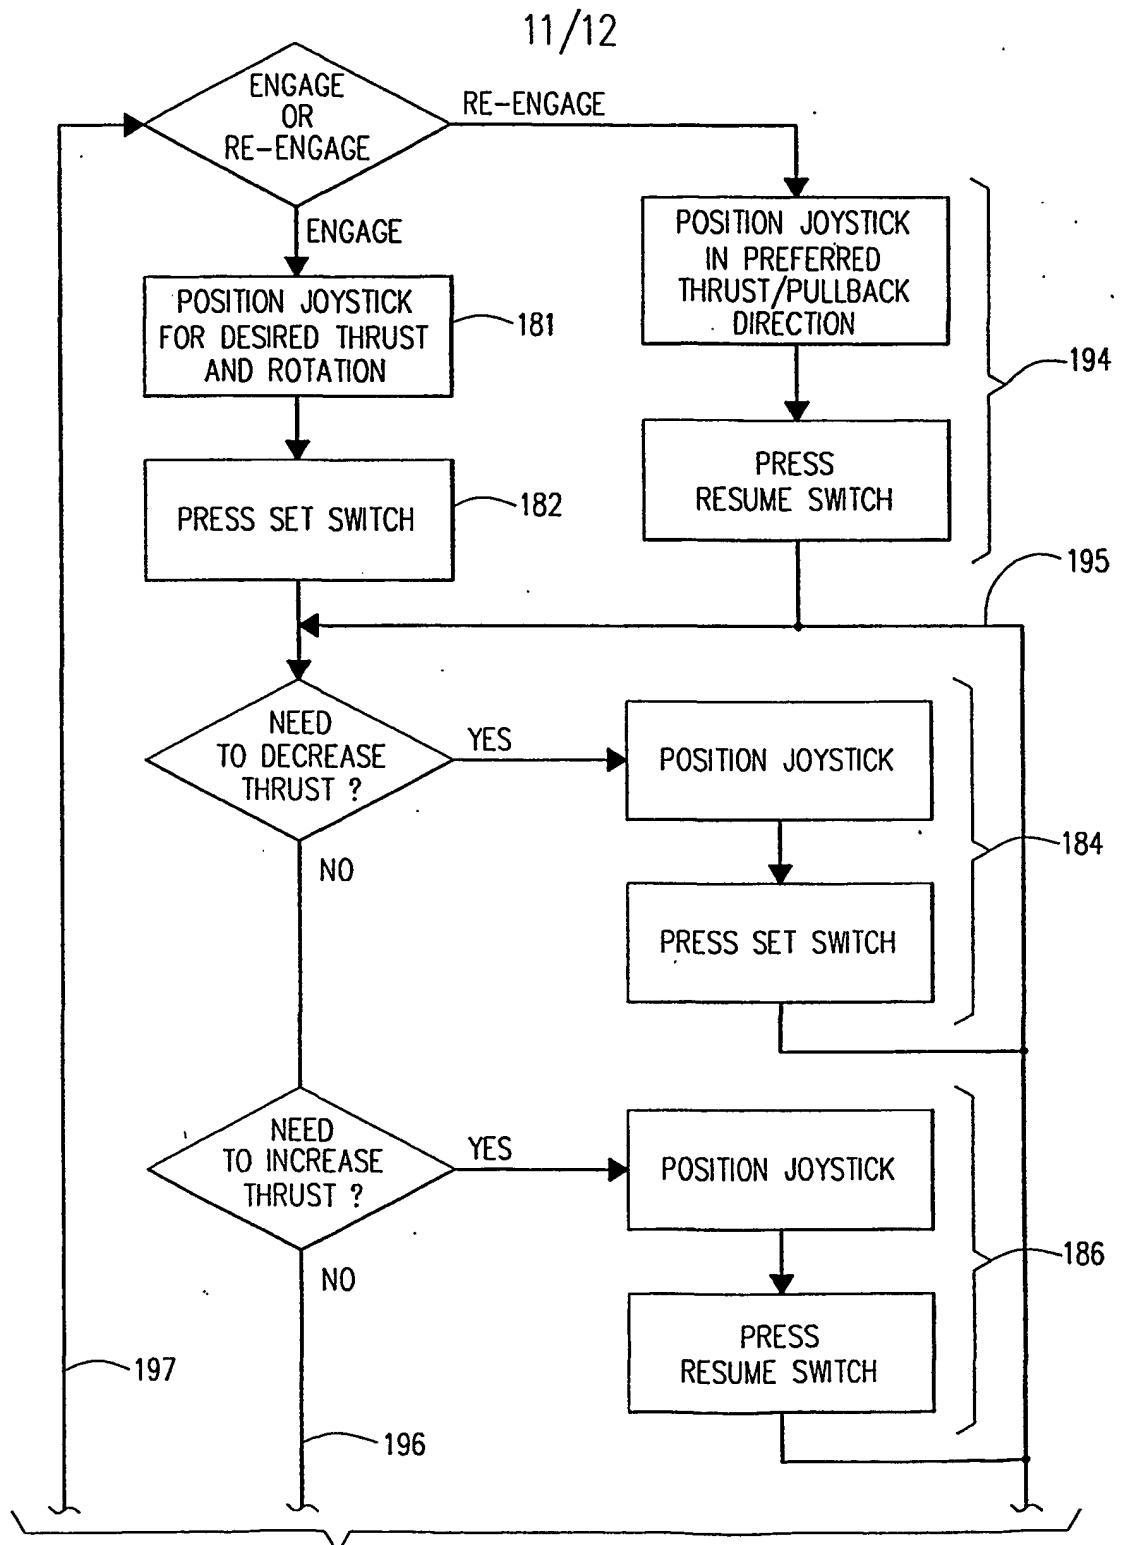 11/12
ENGAGE
OR
RE-ENGAGE
RE-ENGAGE
ENGAGE
POSITION JOYSTICK
FOR DESIRED THRUST
AND ROTATION
181
PRESS SET SWITCH
182
POSITION JOYSTICK
IN PREFERRED
THRUST/PULLBACK
DIRECTION
PRESS
RESUME SWITCH
194
195
NEED
TO DECREASE
THRUST ?
YES
NO
POSITION JOYSTICK
PRESS SET SWITCH
184
NEED
TO INCREASE
THRUST ?
YES
NO
POSITION JOYSTICK
PRESS
RESUME SWITCH
186
197
196